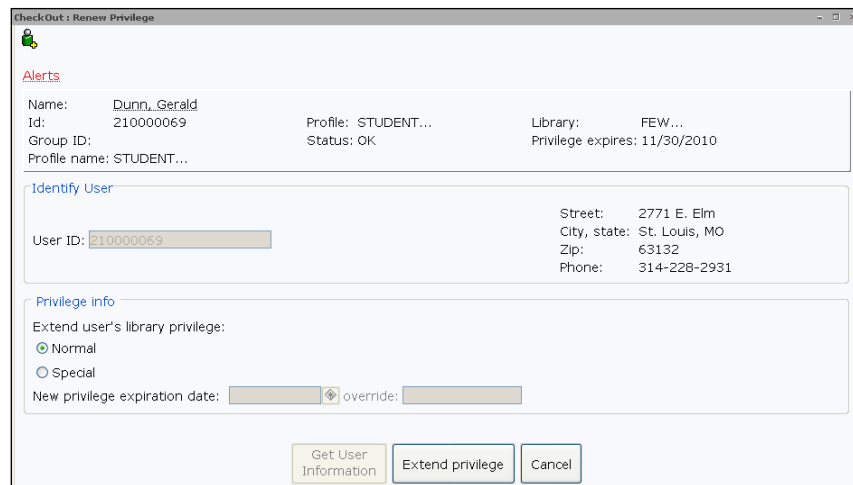 CheckOut : Renew Privilege
Alerts
Name: Dunn, Gerald
Id: 210000069 Profile: STUDENT... Library: FEW...
Group ID: Status: OK Privilege expires: 11/30/2010
Profile name: STUDENT...
Identify User
Street: 2771 E. Elm
City, state: St. Louis, MO
User ID: 210000069
Zip: 63132
Phone: 314-228-2931
Privilege info
Extend user's library privilege:
Normal
Special
New privilege expiration date: override:
Get User
Information
Extend privilege
Cancel